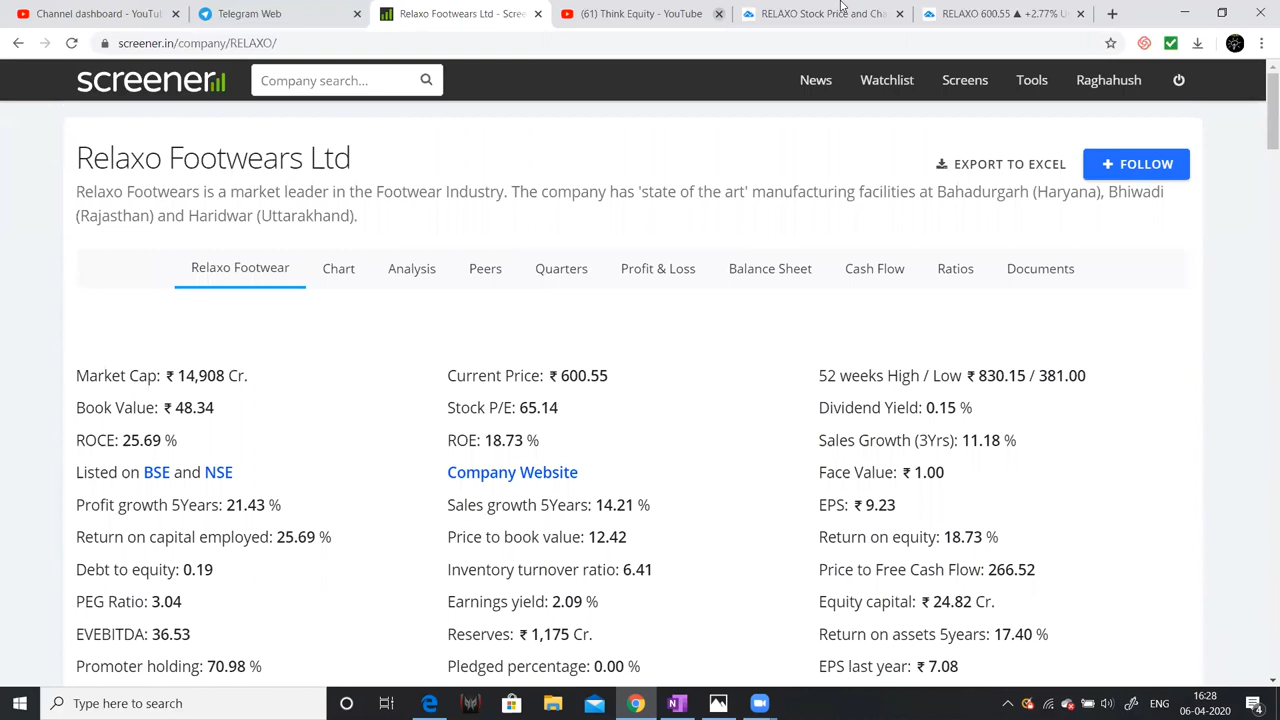 Channel dashboard - YouTu
Telegram Web
Relaxo Footwears Ltd - Scree
(61) Think Equity - YouTube
RELAXO Stock Price and Cha
RELAXO 600.55 ▲ +2.77% U
screener.in/company/RELAXO/
screener
Company search...
News
Watchlist
Screens
Tools
Raghahush
Relaxo Footwears Ltd
EXPORT TO EXCEL
+ FOLLOW
Relaxo Footwears is a market leader in the Footwear Industry. The company has 'state of the art' manufacturing facilities at Bahadurgarh (Haryana), Bhiwadi
(Rajasthan) and Haridwar (Uttarakhand).
Relaxo Footwear
Chart
Analysis
Peers
Quarters
Profit & Loss
Balance Sheet
Cash Flow
Ratios
Documents
Market Cap: ₹ 14,908 Cr.
Current Price: ₹ 600.55
52 weeks High / Low ₹ 830.15 / 381.00
Book Value: ₹ 48.34
Stock P/E: 65.14
Dividend Yield: 0.15 %
ROCE: 25.69 %
ROE: 18.73 %
Sales Growth (3Yrs): 11.18 %
Listed on BSE and NSE
Company Website
Face Value: ₹ 1.00
Profit growth 5Years: 21.43 %
Sales growth 5Years: 14.21 %
EPS: ₹ 9.23
Return on capital employed: 25.69 %
Price to book value: 12.42
Return on equity: 18.73 %
Debt to equity: 0.19
Inventory turnover ratio: 6.41
Price to Free Cash Flow: 266.52
PEG Ratio: 3.04
Earnings yield: 2.09 %
Equity capital: ₹ 24.82 Cr.
EVEBITDA: 36.53
Reserves: ₹ 1,175 Cr.
Return on assets 5years: 17.40 %
Promoter holding: 70.98 %
Pledged percentage: 0.00 %
EPS last year: ₹ 7.08
Type here to search
ENG
16:28
06-04-2020
4